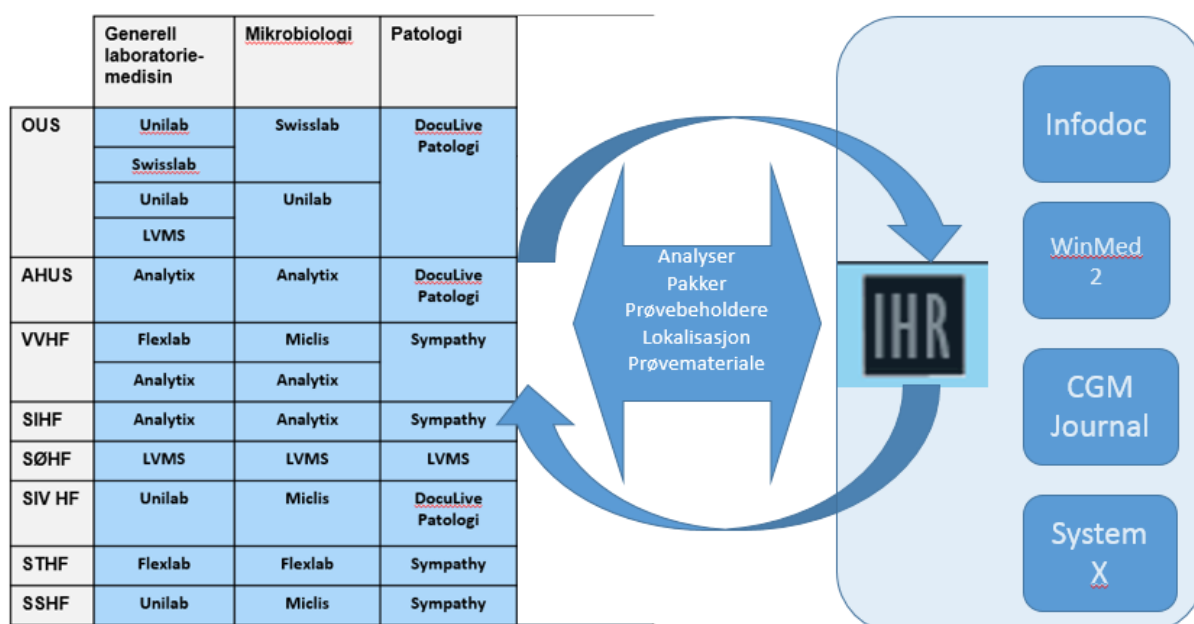 Generell
laboratorie-
medisin
Mikrobiologi
Patologi
OUS
Unilab
Swisslab
DocuLive
Patologi
Swisslab
Unilab
Unilab
LVMS
AHUS
Analytix
Analytix
DocuLive
Patologi
VVHF
Flexlab
Miclis
Sympathy
Analytix
Analytix
SIHF
Analytix
Analytix
Sympathy
SØHF
LVMS
LVMS
LVMS
SIV HF
Unilab
Miclis
DocuLive
Patologi
STHF
Flexlab
Flexlab
Sympathy
SSHF
Unilab
Miclis
Sympathy
Analyser
Pakker
Prøvebeholdere
Lokalisasjon
Prøvemateriale
IHR
Infodoc
WinMed
2
CGM
Journal
System
X